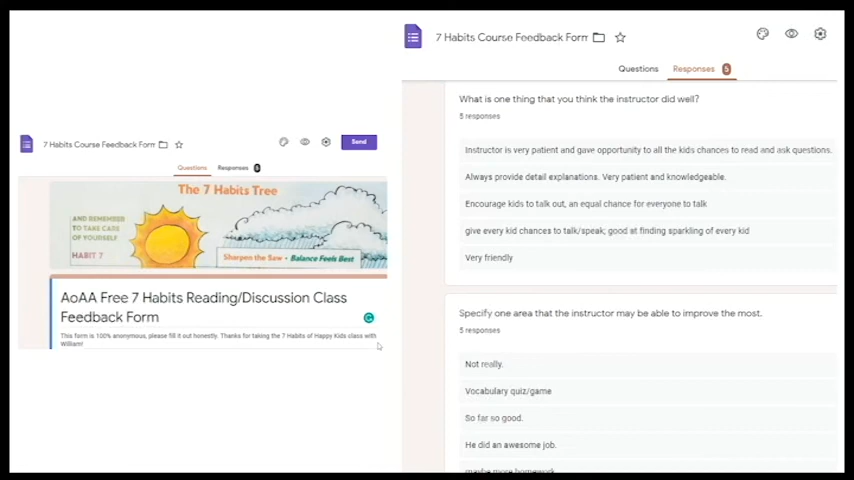 7 Habits Course Feedback Form
Send
Questions
Responses
5
The 7 Habits Tree
AND REMEMBER
TO TAKE CARE
OF YOURSELF
HABIT 7
Sharpen the Saw • Balance Feels Best
AoAA Free 7 Habits Reading/Discussion Class
Feedback Form
This form is 100% anonymous, please fill it out honestly. Thanks for taking the 7 Habits of Happy Kids class with
William!
7 Habits Course Feedback Form
Questions
Responses
5
What is one thing that you think the instructor did well?
5 responses
Instructor is very patient and gave opportunity to all the kids chances to read and ask questions.
Always provide detail explanations. Very patient and knowledgeable.
Encourage kids to talk out, an equal chance for everyone to talk
give every kid chances to talk/speak; good at finding sparkling of every kid
Very friendly
Specify one area that the instructor may be able to improve the most.
5 responses
Not really.
Vocabulary quiz/game
So far so good.
He did an awesome job.
maybe more homework